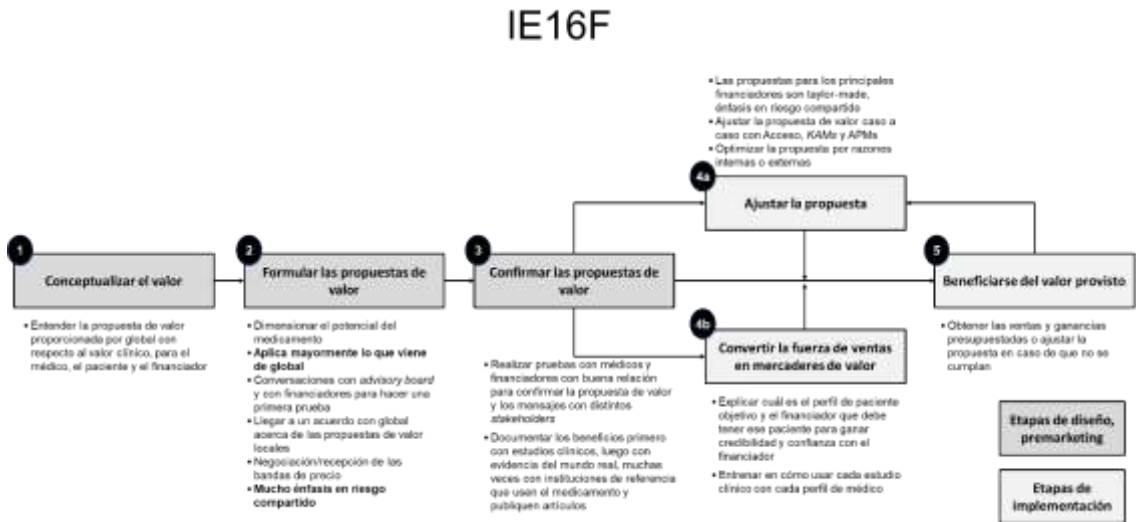 IE16F
• Las propuestas para los principales
financiadores son taylor-made,
énfasis en riesgo compartido
• Ajustar la propuesta de valor caso a
caso con Acceso, KAMs y APMs
• Optimizar la propuesta por razones
internas o externas
4a
Ajustar la propuesta
1
Conceptualizar el valor
• Entender la propuesta de valor
proporcionada por global con
respecto al valor clínico, para el
médico, el paciente y el financiador
2
Formular las propuestas de
valor
• Dimensionar el potencial del
medicamento
• Aplica mayormente lo que viene
de global
• Conversaciones con advisory board
y con financiadores para hacer una
primera prueba
• Llegar a un acuerdo con global
acerca de las propuestas de valor
locales
• Negociación/recepción de las
bandas de precio
• Mucho énfasis en riesgo
compartido
3
Confirmar las propuestas de
valor
• Realizar pruebas con médicos y
financiadores con buena relación
para confirmar la propuesta de valor
y los mensajes con distintos
stakeholders
• Documentar los beneficios primero
con estudios clínicos, luego con
evidencia del mundo real, muchas
veces con instituciones de referencia
que usen el medicamento y
publiquen artículos
4b
Convertir la fuerza de ventas
en mercaderes de valor
• Explicar cuál es el perfil de paciente
objetivo y el financiador que debe
tener ese paciente para ganar
credibilidad y confianza con el
financiador
• Entrenar en cómo usar cada estudio
clínico con cada perfil de médico
5
Beneficiarse del valor provisto
• Obtener las ventas y ganancias
presupuestadas o ajustar la
propuesta en caso de que no se
cumplan
Etapas de diseño,
premarketing
Etapas de
implementación